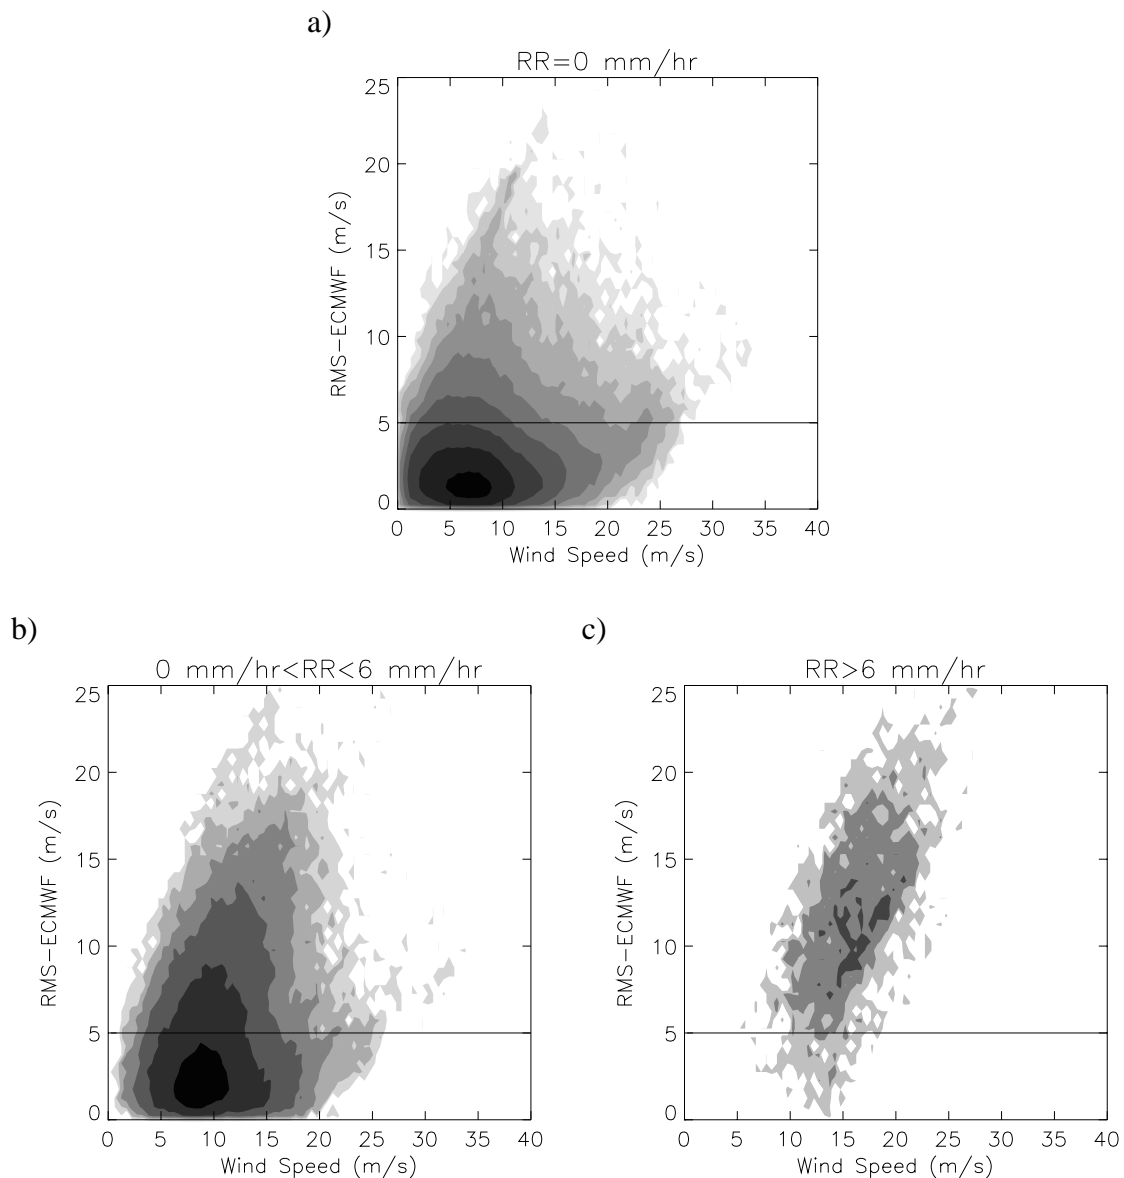 a)
RR=0 mm/hr
RMS-ECMWF (m/s)
25
20
15
10
5
0
0 5 10 15 20 25 30 35 40
Wind Speed (m/s)
b)
0 mm/hr<RR<6 mm/hr
RMS-ECMWF (m/s)
25
20
15
10
5
0
0 5 10 15 20 25 30 35 40
Wind Speed (m/s)
c)
RR>6 mm/hr
RMS-ECMWF (m/s)
25
20
15
10
5
0
0 5 10 15 20 25 30 35 40
Wind Speed (m/s)